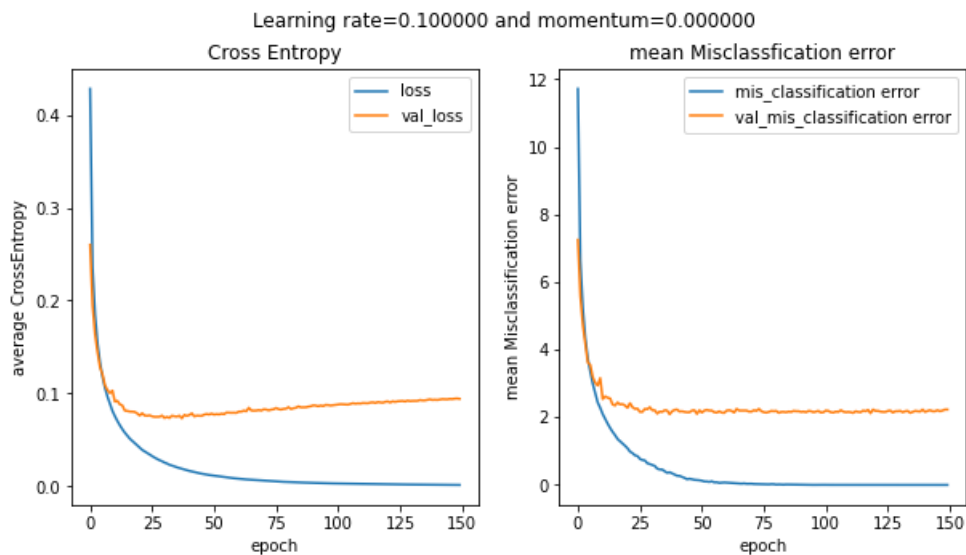 Learning rate=0.100000 and momentum=0.000000
Cross Entropy
loss
val_loss
average CrossEntropy
0.4
0.3
0.2
0.1
0.0
0 25 50 75 100 125 150
epoch
mean Misclassfication error
mis_classification error
val_mis_classification error
mean Misclassification error
12
10
8
6
4
2
0
0 25 50 75 100 125 150
epoch